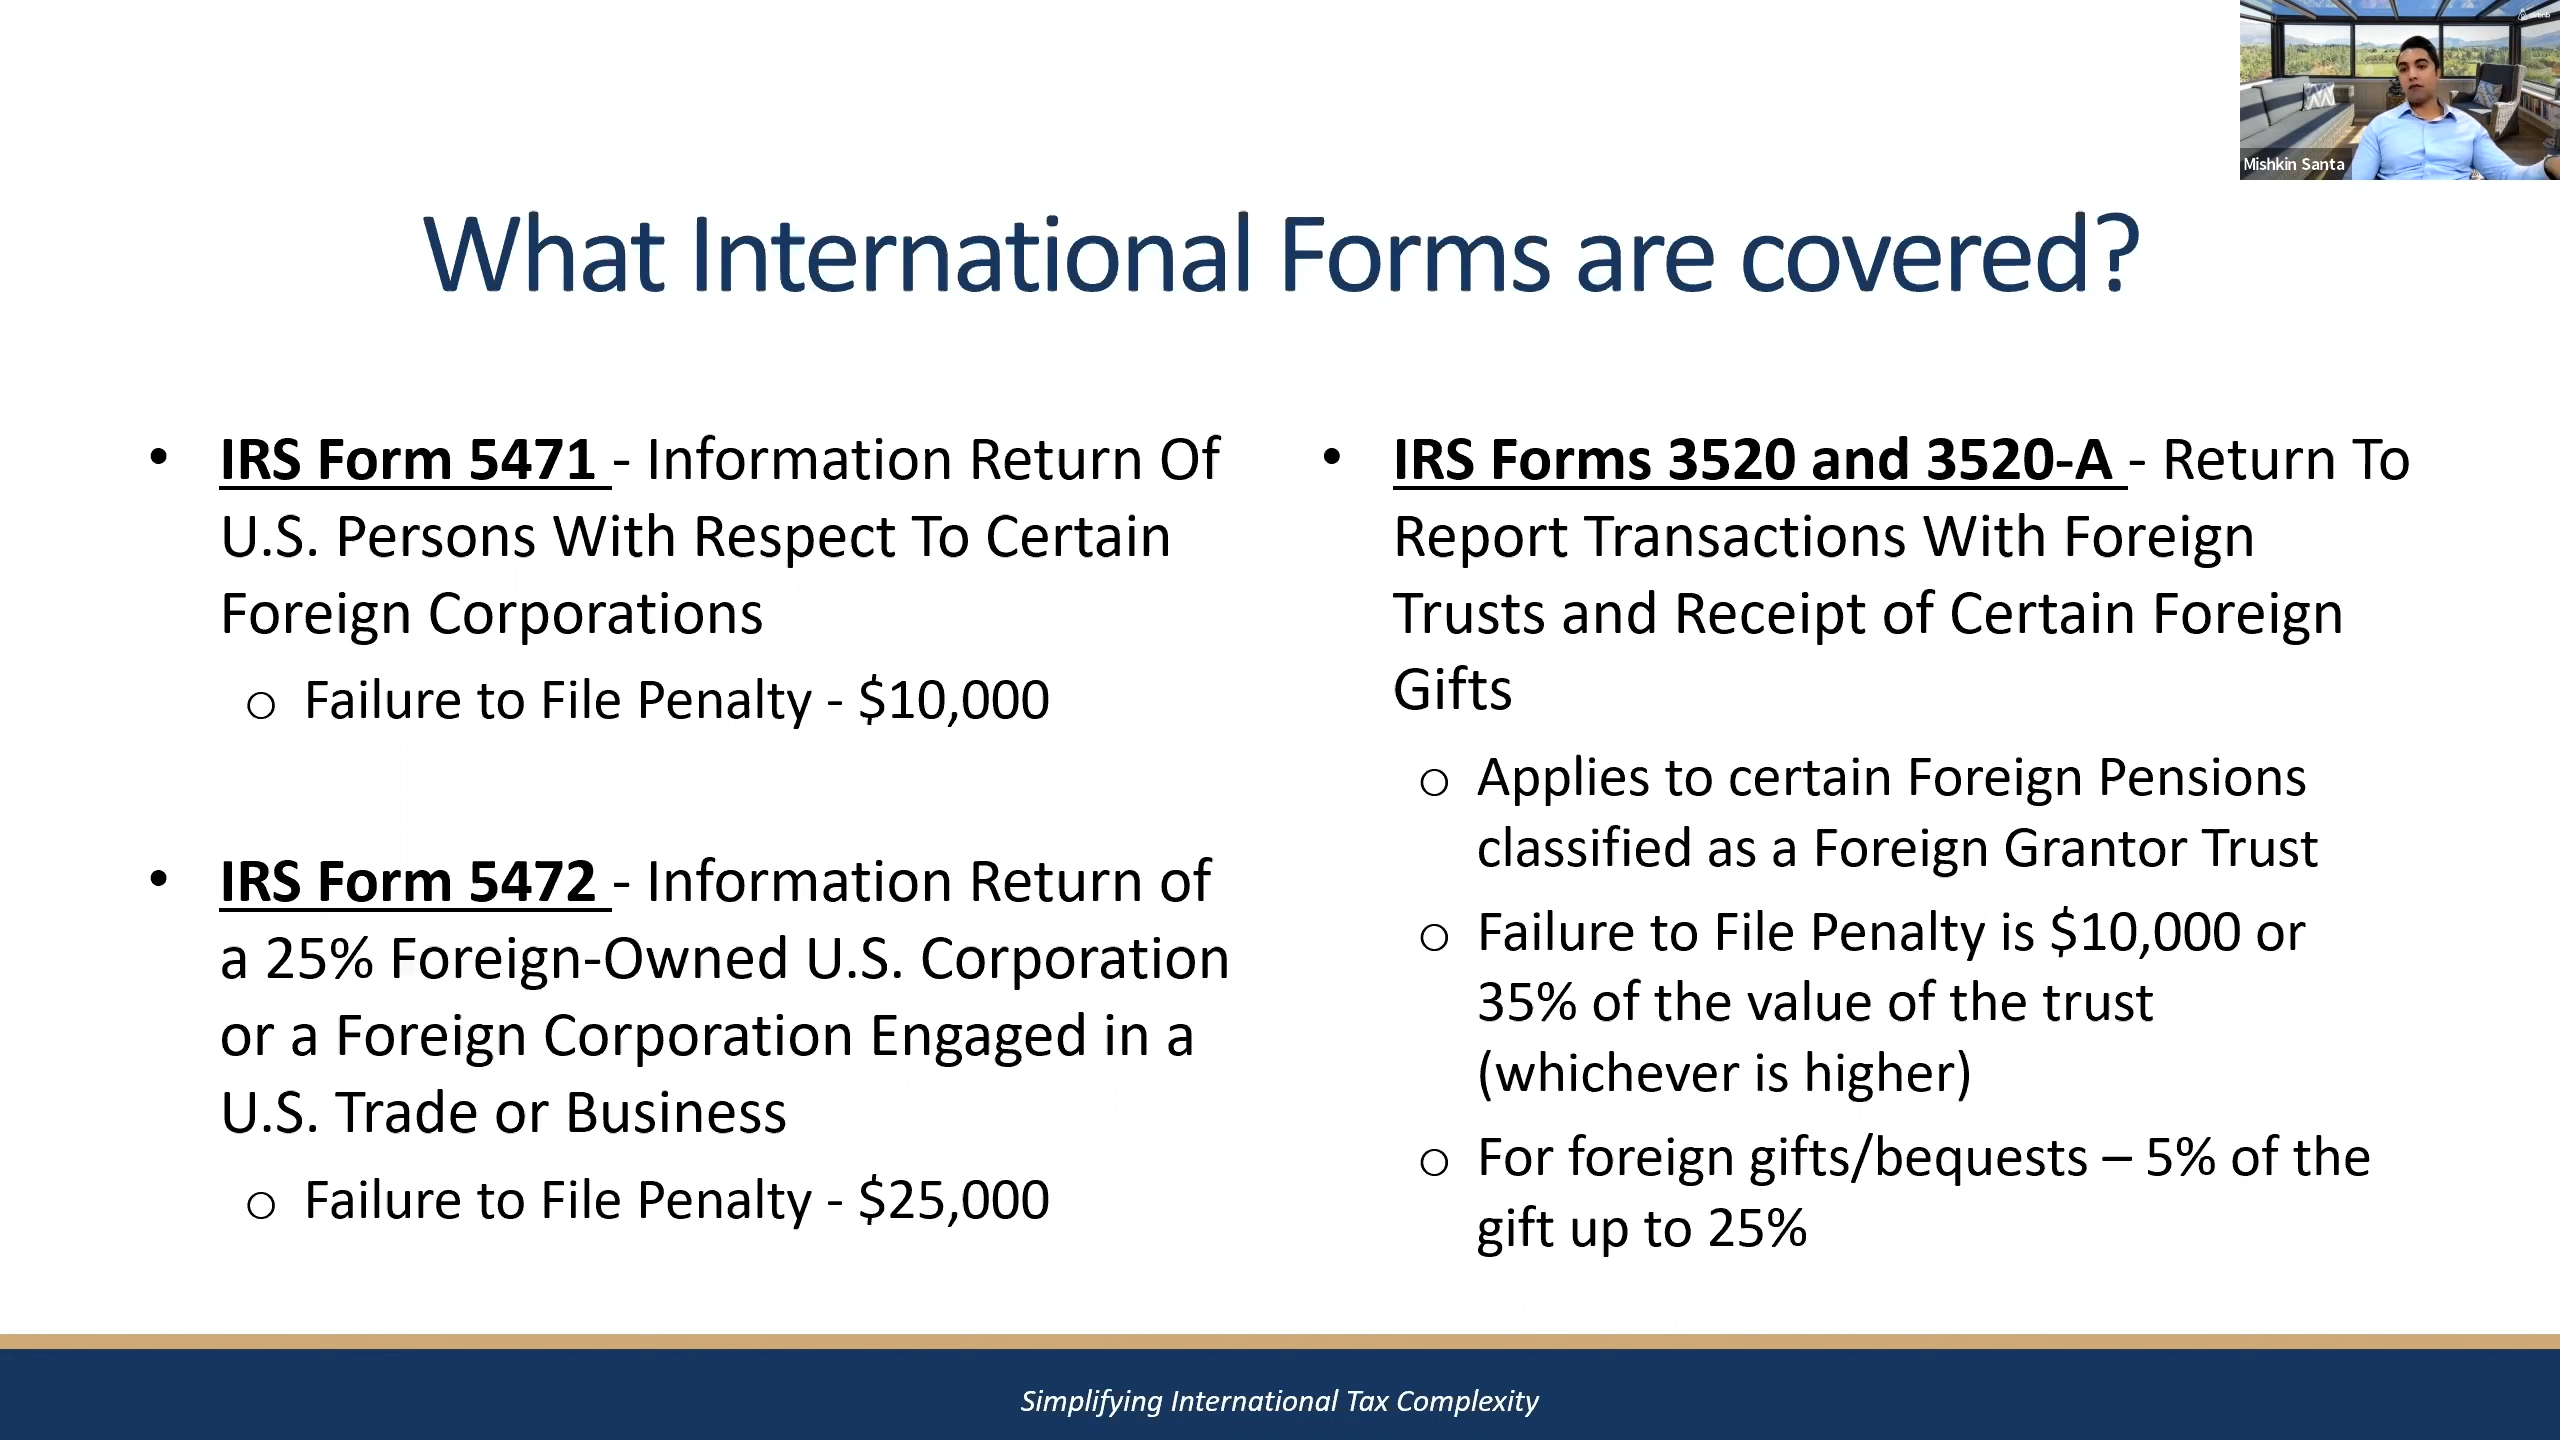 Mishkin Santa
What International Forms are covered?
• IRS Form 5471 - Information Return Of
U.S. Persons With Respect To Certain
Foreign Corporations
o Failure to File Penalty - $10,000
• IRS Form 5472 - Information Return of
a 25% Foreign-Owned U.S. Corporation
or a Foreign Corporation Engaged in a
U.S. Trade or Business
o Failure to File Penalty - $25,000
• IRS Forms 3520 and 3520-A - Return To
Report Transactions With Foreign
Trusts and Receipt of Certain Foreign
Gifts
o Applies to certain Foreign Pensions
classified as a Foreign Grantor Trust
o Failure to File Penalty is $10,000 or
35% of the value of the trust
(whichever is higher)
o For foreign gifts/bequests – 5% of the
gift up to 25%
Simplifying International Tax Complexity